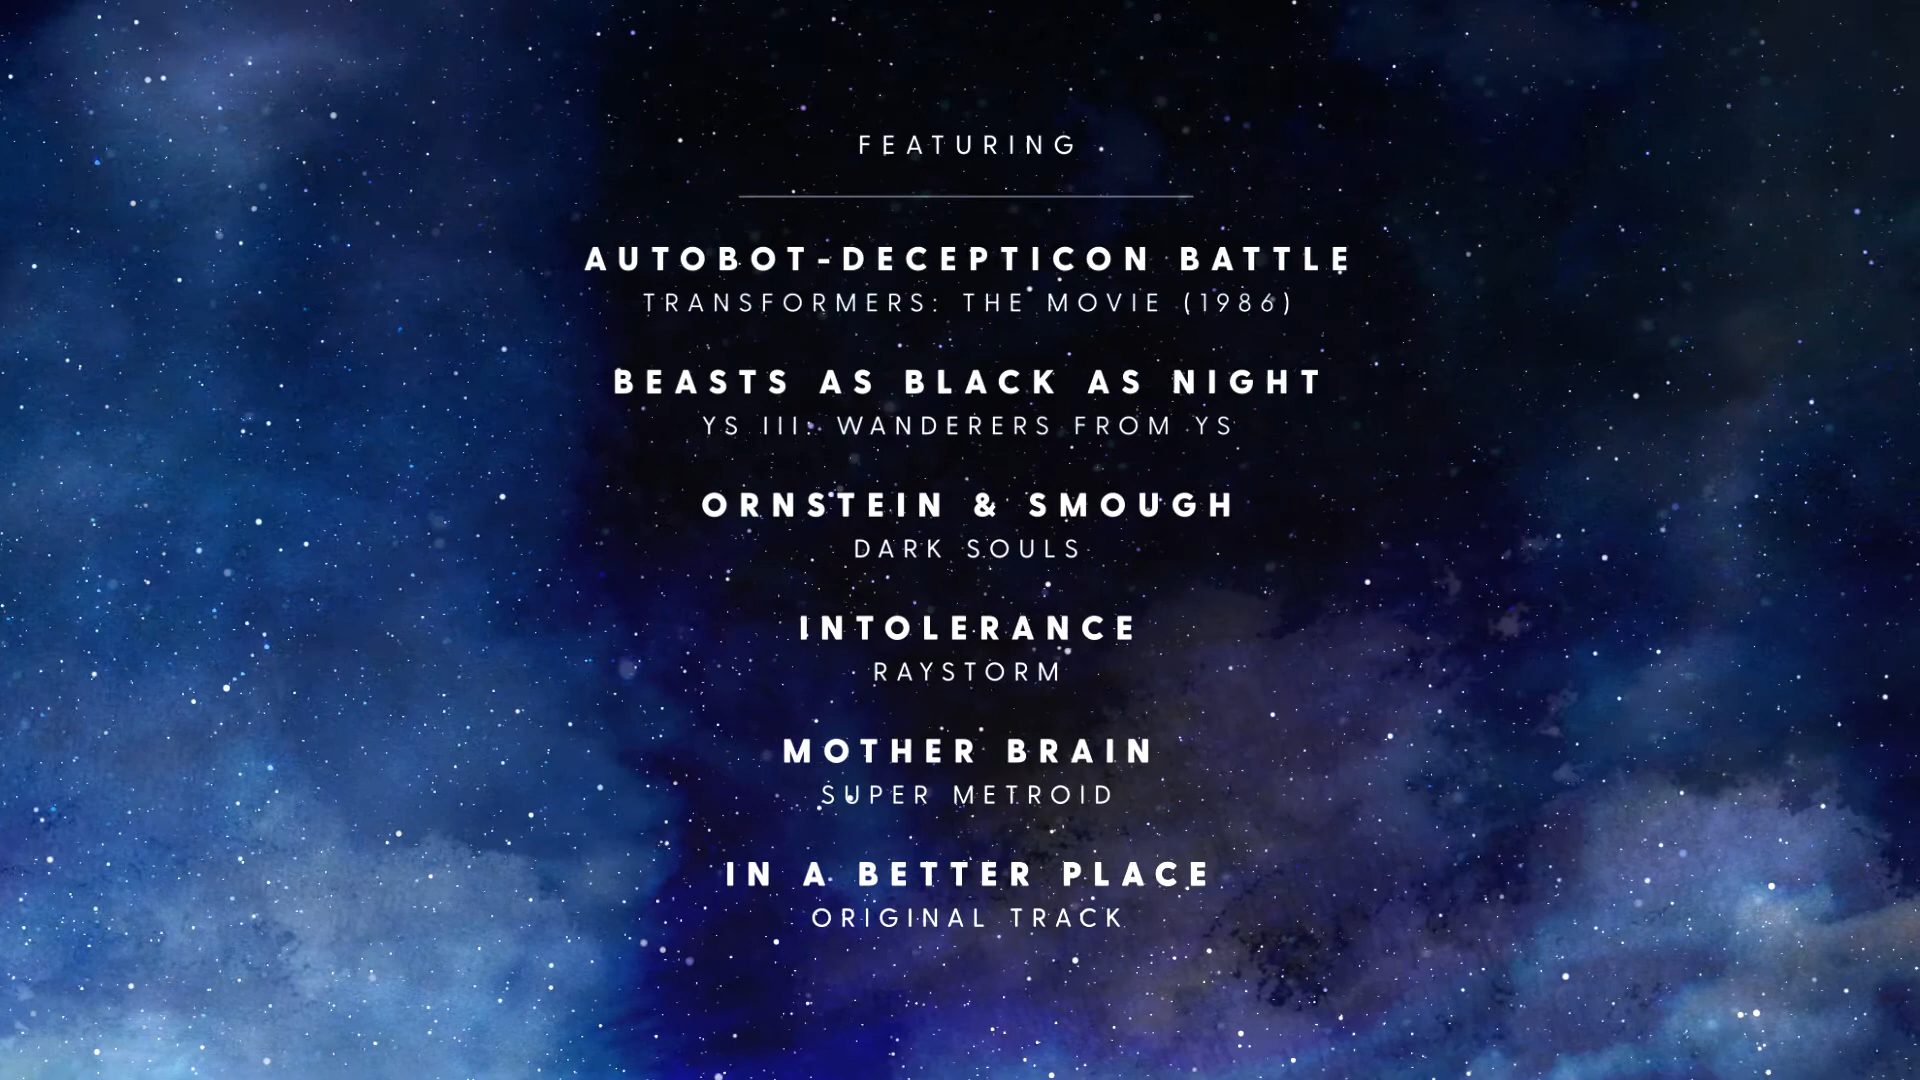 FEATURING
AUTOBOT-DECEPTICON BATTLE
TRANSFORMERS: THE MOVIE (1986)
BEASTS AS BLACK AS NIGHT
YS III: WANDERERS FROM YS
ORNSTEIN & SMOUGH
DARK SOULS
INTOLERANCE
RAYSTORM
MOTHER BRAIN
SUPER METROID
IN A BETTER PLACE
ORIGINAL TRACK